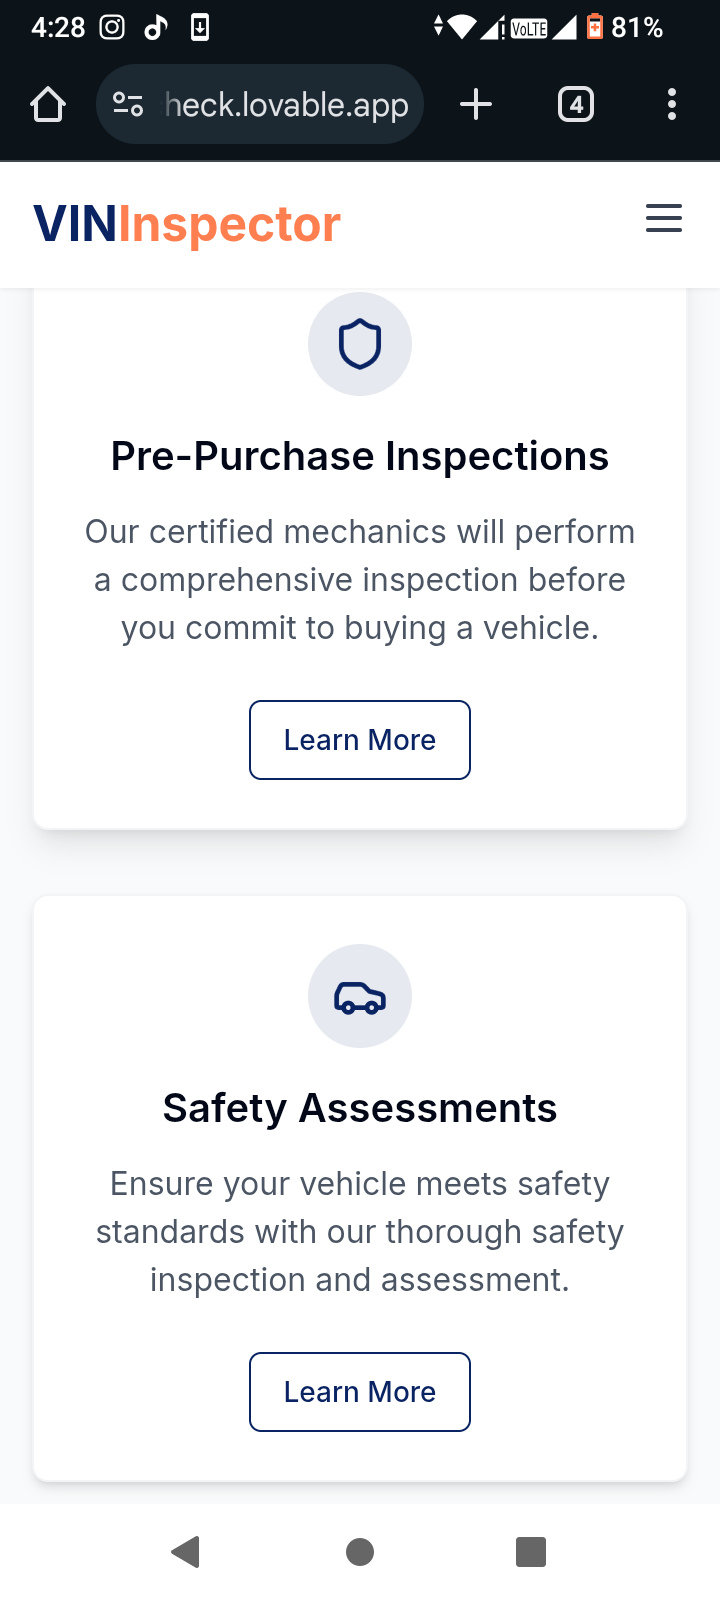 4:28
VoLTE
81%
heck.lovable.app
4
VINInspector
Pre-Purchase Inspections
Our certified mechanics will perform
a comprehensive inspection before
you commit to buying a vehicle.
Learn More
Safety Assessments
Ensure your vehicle meets safety
standards with our thorough safety
inspection and assessment.
Learn More